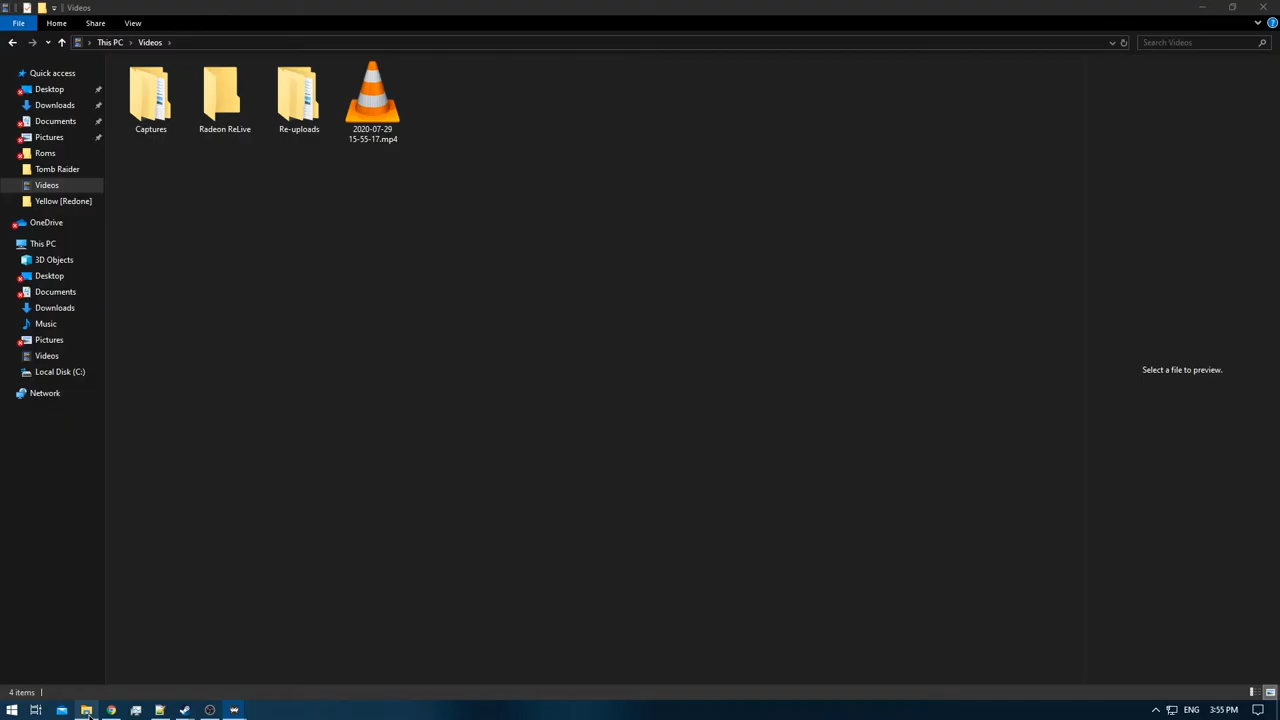 Videos
File Home Share View
This PC Videos
Search Videos
Quick access
Desktop
Downloads
Documents
Pictures
Roms
Tomb Raider
Videos
Yellow [Redone]
OneDrive
This PC
3D Objects
Desktop
Documents
Downloads
Music
Pictures
Videos
Local Disk (C:)
Network
Captures
Radeon ReLive
Re-uploads
2020-07-29
15-55-17.mp4
Select a file to preview.
4 items
ENG 3:55 PM